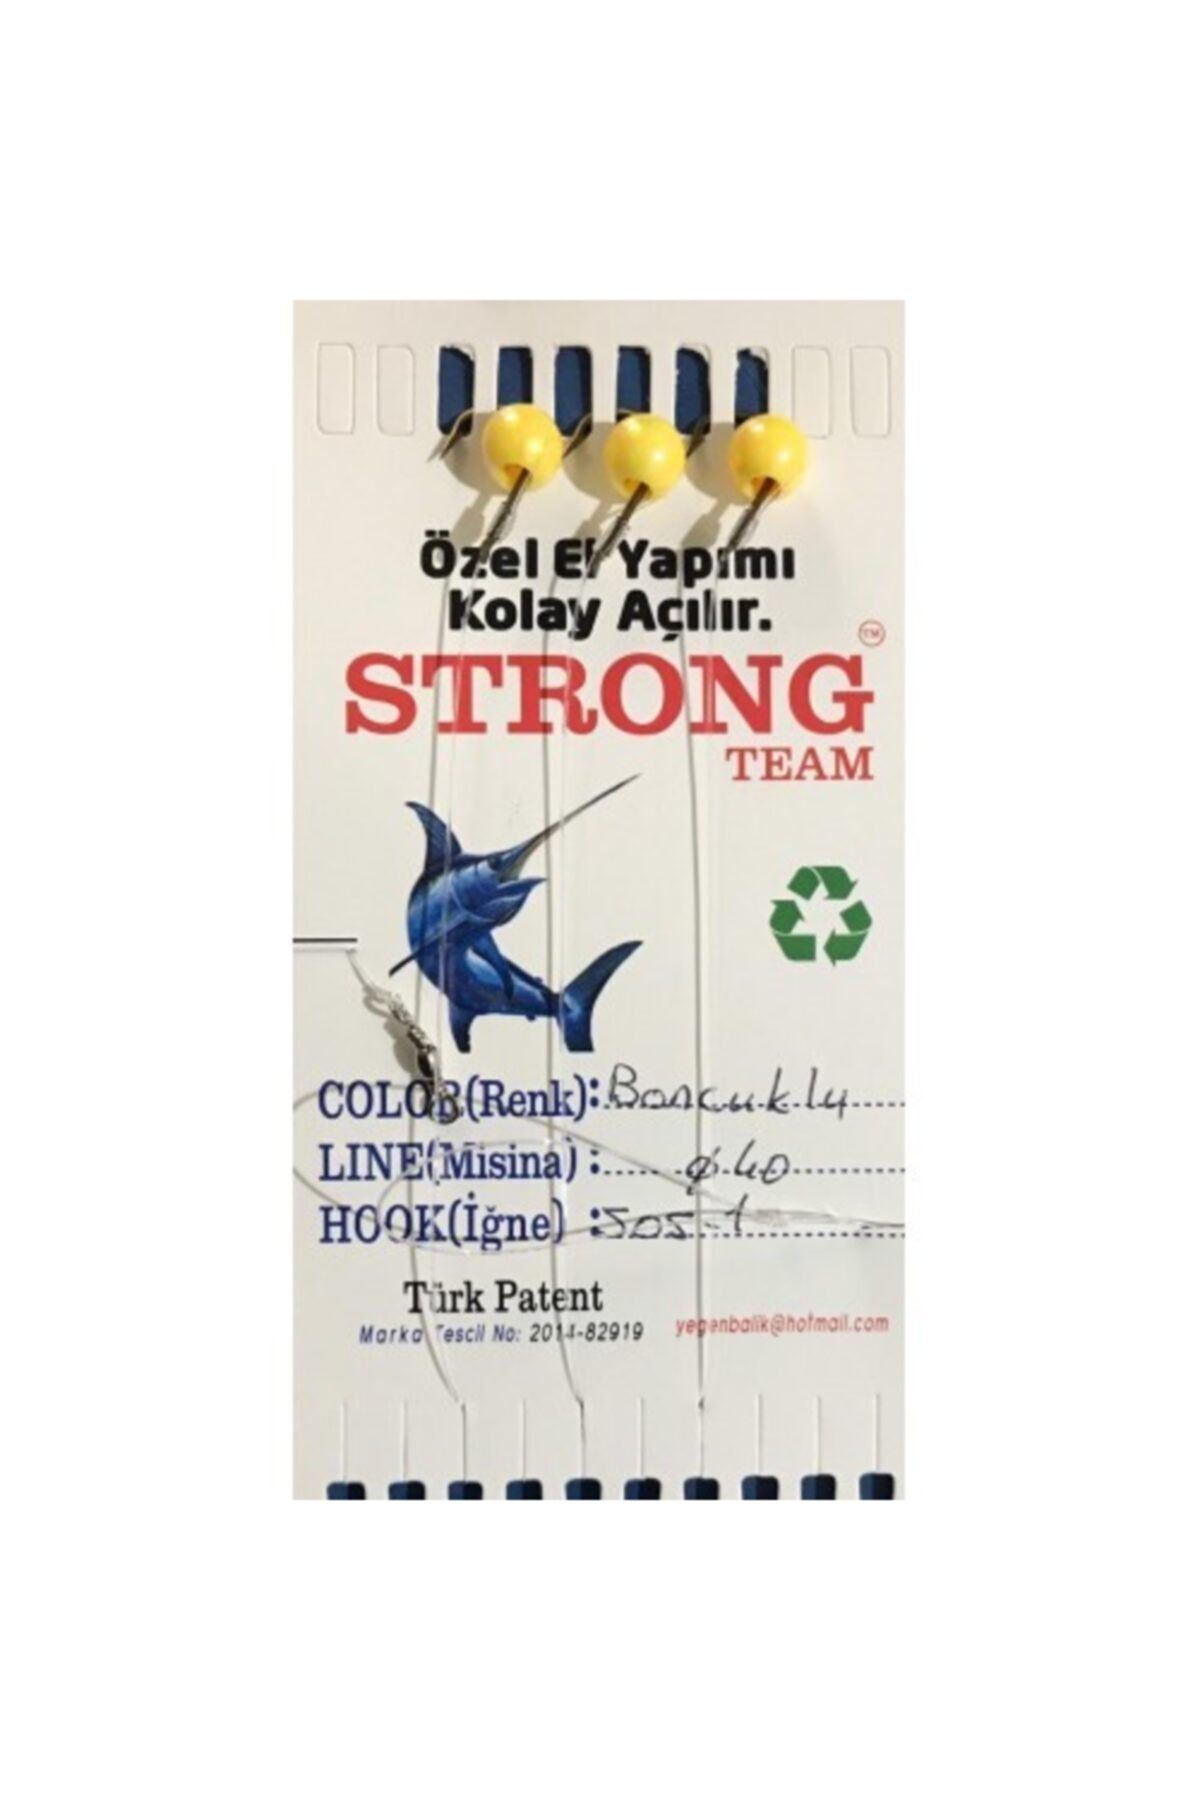 Özel El Yapımı
Kolay Açılır.
STRONG TM
TEAM
COLOR(Renk): Boncuklu
LINE(Misina) : ø 40
HOOK(İğne) : 505-1
Türk Patent
Marka Tescil No: 2014-82919
yegenbalik@hotmail.com